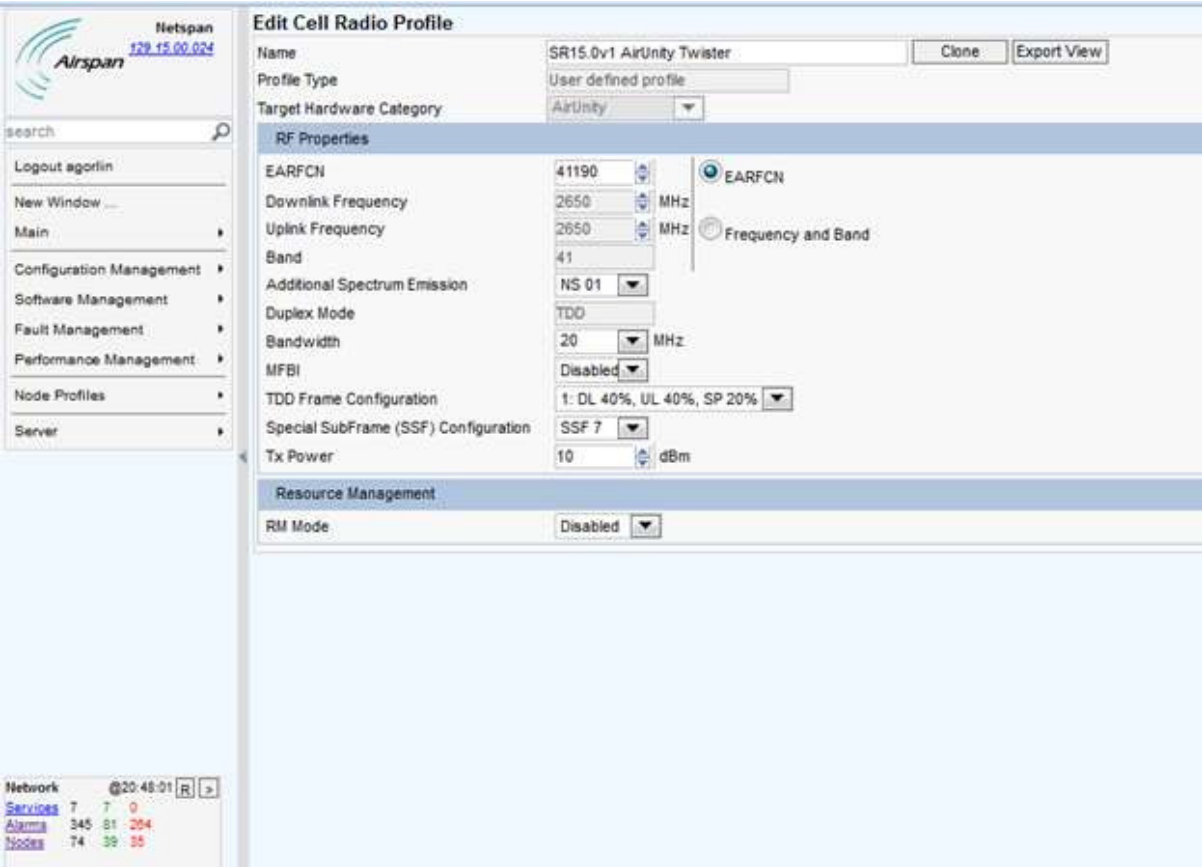 Netspan
129.15.00.024
Airspan
search
Logout agorlin
New Window ...
Main
Configuration Management
Software Management
Fault Management
Performance Management
Node Profiles
Server
Edit Cell Radio Profile
Name SR15.0v1 AirUnity Twister Clone Export View
Profile Type User defined profile
Target Hardware Category AirUnity
RF Properties
EARFCN 41190 EARFCN
Downlink Frequency 2650 MHz
Uplink Frequency 2650 MHz Frequency and Band
Band 41
Additional Spectrum Emission NS 01
Duplex Mode TDD
Bandwidth 20 MHz
MFBI Disabled
TDD Frame Configuration 1: DL 40%, UL 40%, SP 20%
Special SubFrame (SSF) Configuration SSF 7
Tx Power 10 dBm
Resource Management
RM Mode Disabled
Network @20:48:01 R >
Services 7 7 0
Alarms 345 81 264
Nodes 74 39 35